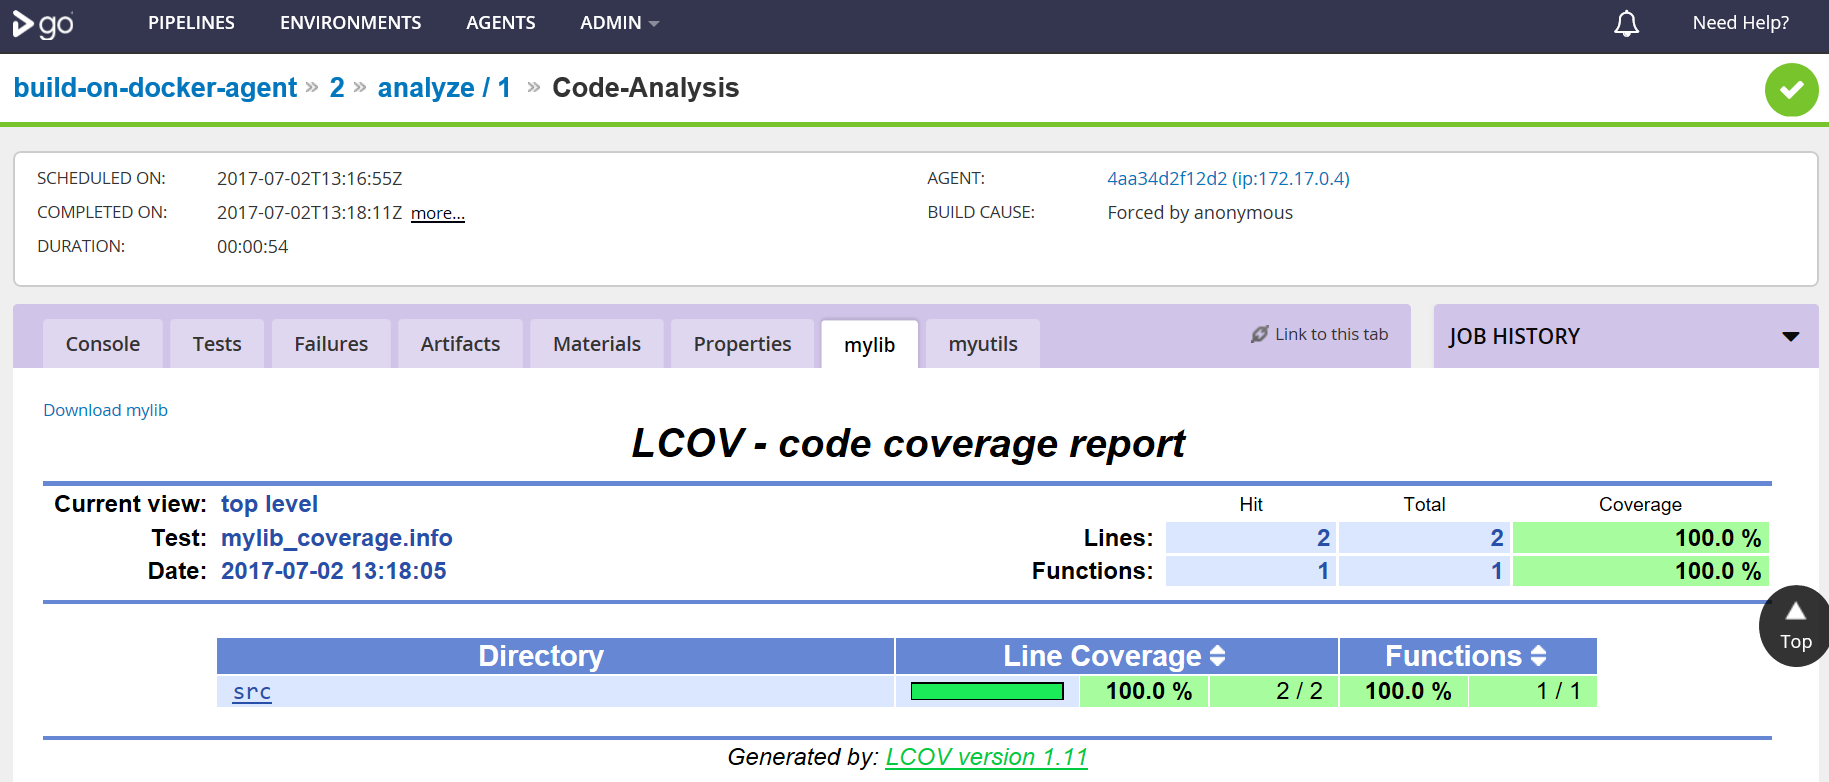 go PIPELINES ENVIRONMENTS AGENTS ADMIN Need Help?
build-on-docker-agent » 2 » analyze / 1 » Code-Analysis
SCHEDULED ON: 2017-07-02T13:16:55Z AGENT: 4aa34d2f12d2 (ip:172.17.0.4)
COMPLETED ON: 2017-07-02T13:18:11Z more... BUILD CAUSE: Forced by anonymous
DURATION: 00:00:54
Console Tests Failures Artifacts Materials Properties mylib myutils Link to this tab JOB HISTORY
Download mylib
LCOV - code coverage report
Current view: top level Hit Total Coverage
Test: mylib_coverage.info Lines: 2 2 100.0 %
Date: 2017-07-02 13:18:05 Functions: 1 1 100.0 %
Top
Directory Line Coverage Functions
src 100.0 % 2 / 2 100.0 % 1 / 1
Generated by: LCOV version 1.11